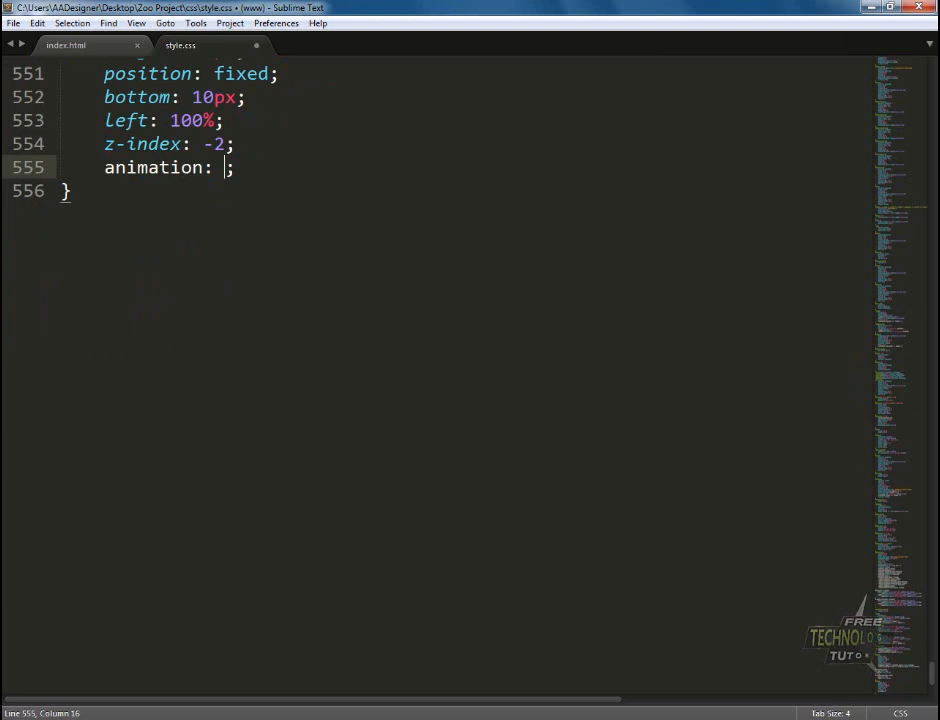 C:\Users\AADesigner\Desktop\Zoo Project\css\style.css • (www) - Sublime Text
File Edit Selection Find View Goto Tools Project Preferences Help
index.html × style.css
551 position: fixed;
552 bottom: 10px;
553 left: 100%;
554 z-index: -2;
555 animation: ;
556 }
FREE
TECHNOLO
TUTO
Line 555, Column 16 Tab Size: 4 CSS